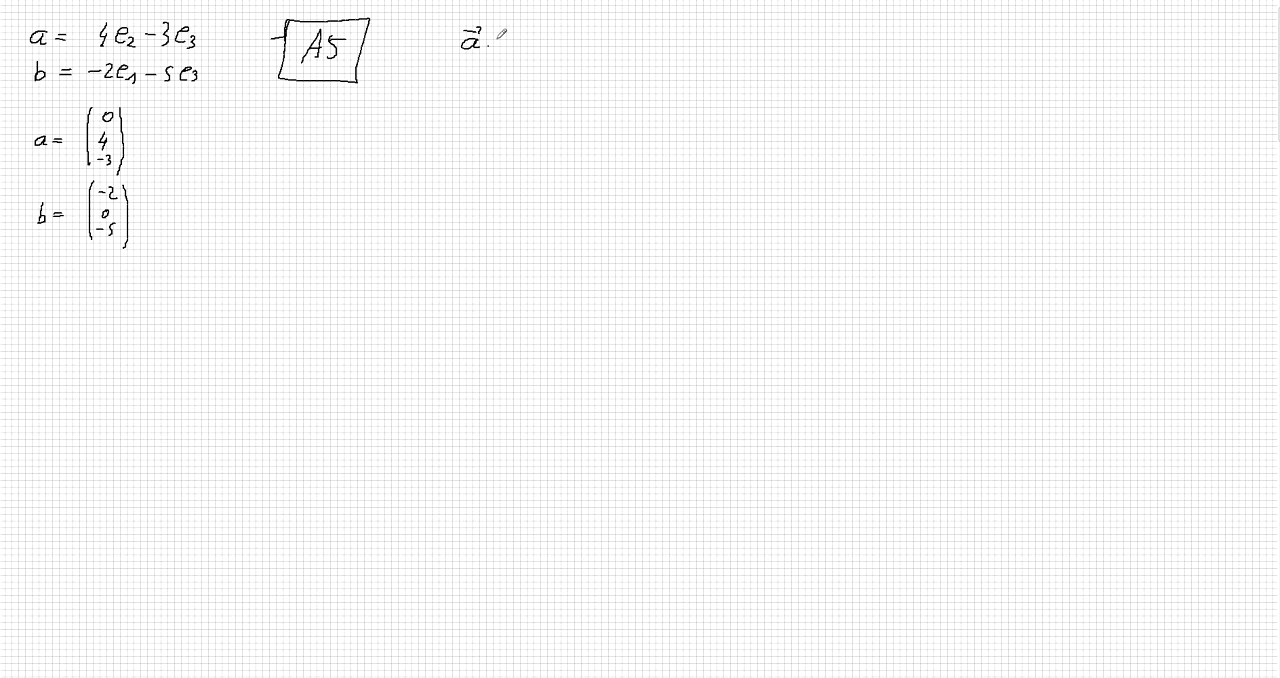 a = 4e₂ - 3e₃
b = -2e₁ - 5e₃
A5
a⃗ .
a = (0 4 -3)
b = (-2 0 -5)